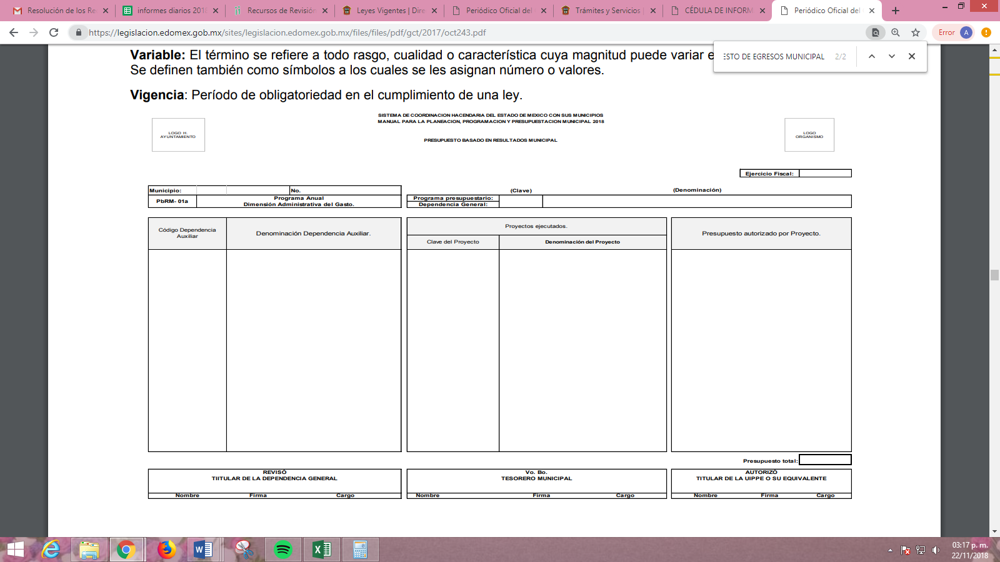 Resolución de los Re
informes diarios 201
Recursos de Revisión
Leyes Vigentes | Dire
Periódico Oficial del
Trámites y Servicios
CÉDULA DE INFORM
Periódico Oficial del
https://legislacion.edomex.gob.mx/sites/legislacion.edomex.gob.mx/files/files/pdf/gct/2017/oct243.pdf
Error A
ESTO DE EGRESOS MUNICIPAL 2/2
Variable: El término se refiere a todo rasgo, cualidad o característica cuya magnitud puede variar e
Se definen también como símbolos a los cuales se les asignan número o valores.
Vigencia: Período de obligatoriedad en el cumplimiento de una ley.
SISTEMA DE COORDINACION HACENDARIA DEL ESTADO DE MEXICO CON SUS MUNICIPIOS
MANUAL PARA LA PLANEACION, PROGRAMACION Y PRESUPUESTACION MUNICIPAL 2018
LOGO H.
AYUNTAMIENTO
LOGO
ORGANISMO
PRESUPUESTO BASADO EN RESULTADOS MUNICIPAL
Ejercicio Fiscal:
Municipio: No.
(Clave) (Denominación)
PbRM- 01a
Programa Anual
Dimensión Administrativa del Gasto.
Programa presupuestario:
Dependencia General:
Código Dependencia
Auxiliar
Denominación Dependencia Auxiliar.
Proyectos ejecutados.
Clave del Proyecto
Denominación del Proyecto
Presupuesto autorizado por Proyecto.
Presupuesto total:
REVISÓ
TIITULAR DE LA DEPENDENCIA GENERAL
Nombre Firma Cargo
Vo. Bo.
TESORERO MUNICIPAL
Nombre Firma Cargo
AUTORIZÓ
TITULAR DE LA UIPPE O SU EQUIVALENTE
Nombre Firma Cargo
03:17 p. m.
22/11/2018